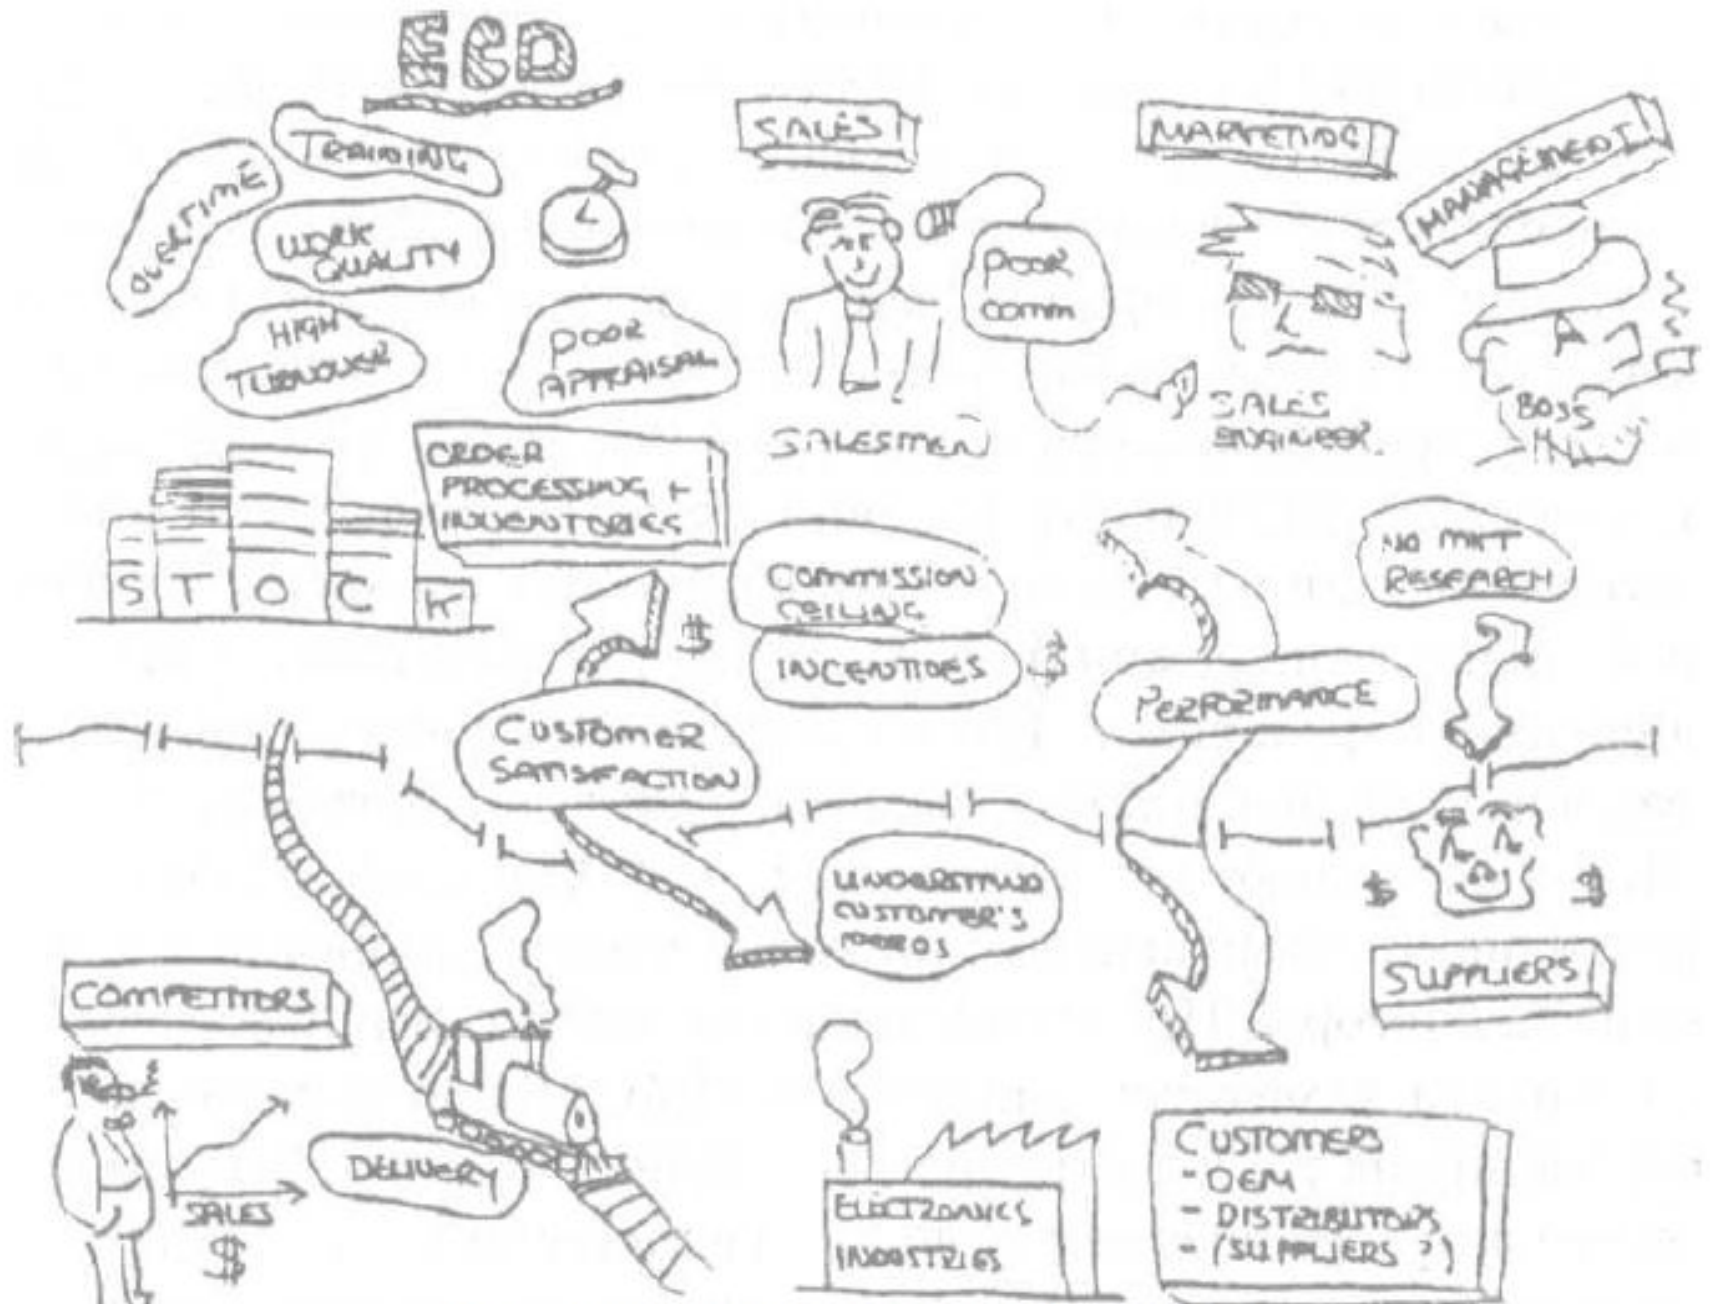 ECD
TRAINING
OVERTIME
WORK
QUALITY
HIGH
TURNOVER
POOR
APPRAISAL
SALES
POOR
COMM
SALESMEN
MARKETING
MANAGEMENT
SALES
ENGINEER
BOSS
ORDER
PROCESSING +
INVENTORIES
STOCK
$
COMMISSION
CEILING
INCENTIVES
$
NO MKT
RESEARCH
PERFORMANCE
CUSTOMER
SATISFACTION
UNDERSTAND
CUSTOMER'S
$ $
SUPPLIERS
COMPETITORS
SALES
$
DELIVERY
ELECTRONICS
INDUSTRIES
CUSTOMERS
- OEM
- DISTRIBUTORS
- (SUPPLIERS ?)